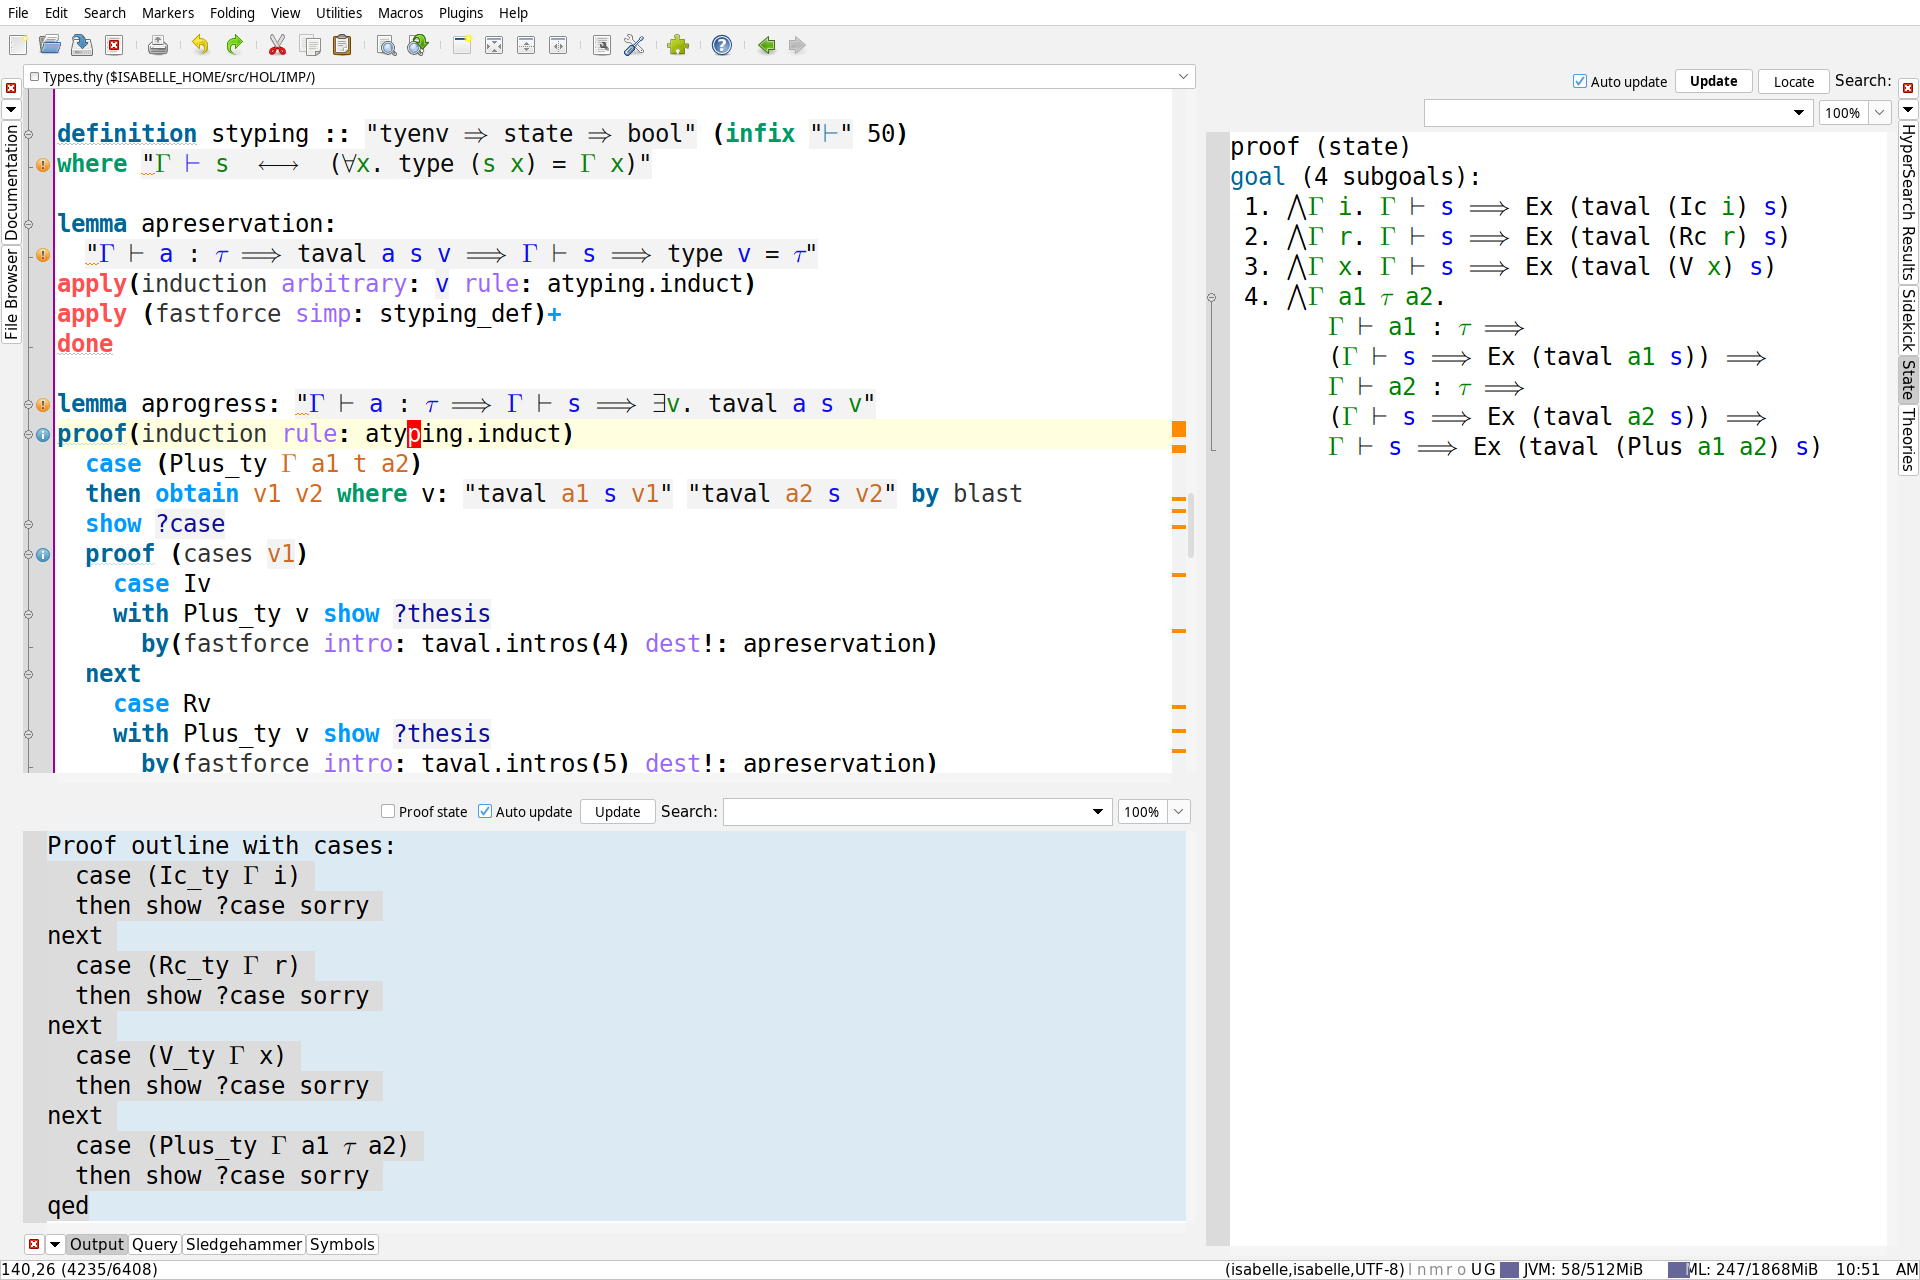 File Edit Search Markers Folding View Utilities Macros Plugins Help
Types.thy ($ISABELLE_HOME/src/HOL/IMP/)
Documentation
File Browser
definition styping :: "tyenv ⇒ state ⇒ bool" (infix "⊢" 50)
where "Γ ⊢ s ⟷ (∀x. type (s x) = Γ x)"
lemma apreservation:
"Γ ⊢ a : τ ⟹ taval a s v ⟹ Γ ⊢ s ⟹ type v = τ"
apply(induction arbitrary: v rule: atyping.induct)
apply (fastforce simp: styping_def)+
done
lemma aprogress: "Γ ⊢ a : τ ⟹ Γ ⊢ s ⟹ ∃v. taval a s v"
proof(induction rule: atyping.induct)
case (Plus_ty Γ a1 t a2)
then obtain v1 v2 where v: "taval a1 s v1" "taval a2 s v2" by blast
show ?case
proof (cases v1)
case Iv
with Plus_ty v show ?thesis
by(fastforce intro: taval.intros(4) dest!: apreservation)
next
case Rv
with Plus_ty v show ?thesis
by(fastforce intro: taval.intros(5) dest!: apreservation)
Proof state Auto update Update Search: 100%
Proof outline with cases:
case (Ic_ty Γ i)
then show ?case sorry
next
case (Rc_ty Γ r)
then show ?case sorry
next
case (V_ty Γ x)
then show ?case sorry
next
case (Plus_ty Γ a1 τ a2)
then show ?case sorry
qed
Output Query Sledgehammer Symbols
Auto update Update Locate Search:
100%
proof (state)
goal (4 subgoals):
1. ⋀Γ i. Γ ⊢ s ⟹ Ex (taval (Ic i) s)
2. ⋀Γ r. Γ ⊢ s ⟹ Ex (taval (Rc r) s)
3. ⋀Γ x. Γ ⊢ s ⟹ Ex (taval (V x) s)
4. ⋀Γ a1 τ a2.
Γ ⊢ a1 : τ ⟹
(Γ ⊢ s ⟹ Ex (taval a1 s)) ⟹
Γ ⊢ a2 : τ ⟹
(Γ ⊢ s ⟹ Ex (taval a2 s)) ⟹
Γ ⊢ s ⟹ Ex (taval (Plus a1 a2) s)
HyperSearch Results
Sidekick
State
Theories
140,26 (4235/6408) (isabelle,isabelle,UTF-8) l n m r o U G JVM: 58/512MiB ML: 247/1868MiB 10:51 AM